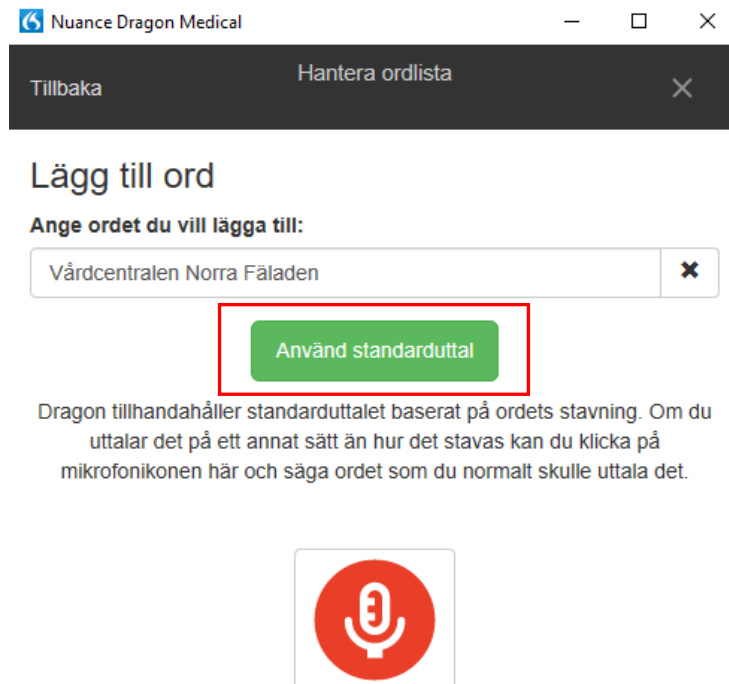 Nuance Dragon Medical
Tillbaka
Hantera ordlista
Lägg till ord
Ange ordet du vill lägga till:
Vårdcentralen Norra Fäladen
Använd standarduttal
Dragon tillhandahåller standarduttalet baserat på ordets stavning. Om du
uttalar det på ett annat sätt än hur det stavas kan du klicka på
mikrofonikonen här och säga ordet som du normalt skulle uttala det.